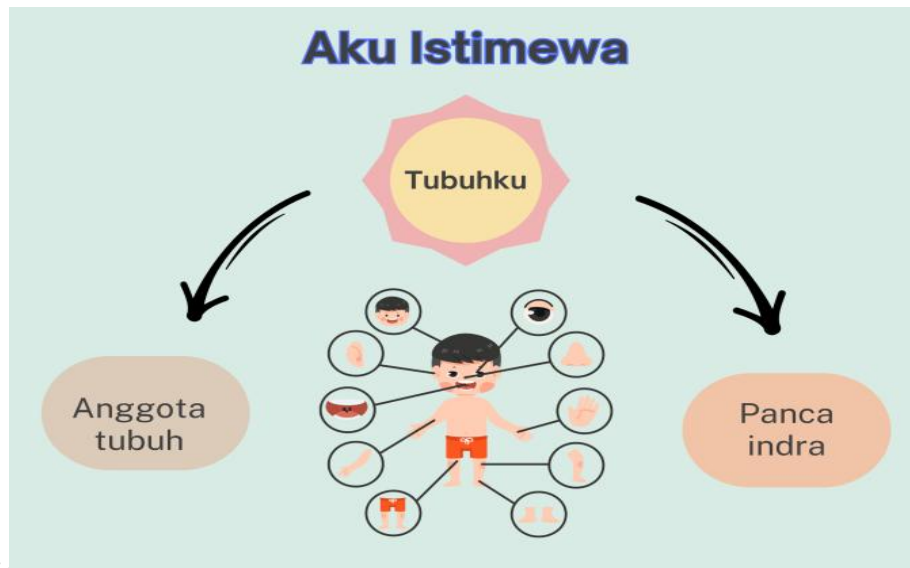 Aku Istimewa
Tubuhku
Anggota
tubuh
Panca
indra